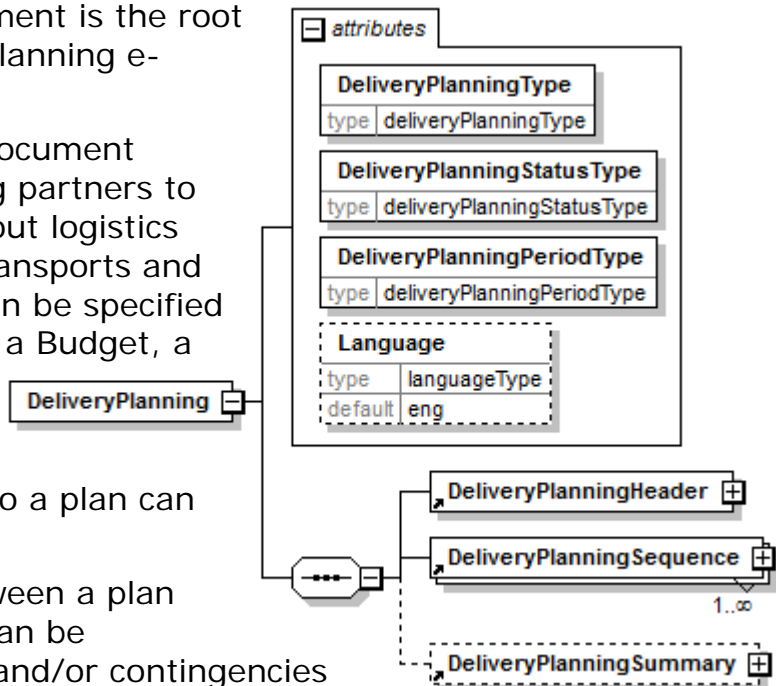 ment is the root
lanning e-
ocument
g partners to
out logistics
ransports and
n be specified
a Budget, a
o a plan can
ween a plan
an be
and/or contingencies
attributes
DeliveryPlanningType
type deliveryPlanningType
DeliveryPlanningStatusType
type deliveryPlanningStatusType
DeliveryPlanningPeriodType
type deliveryPlanningPeriodType
Language
type languageType
default eng
DeliveryPlanning
DeliveryPlanningHeader
DeliveryPlanningSequence
1..∞
DeliveryPlanningSummary